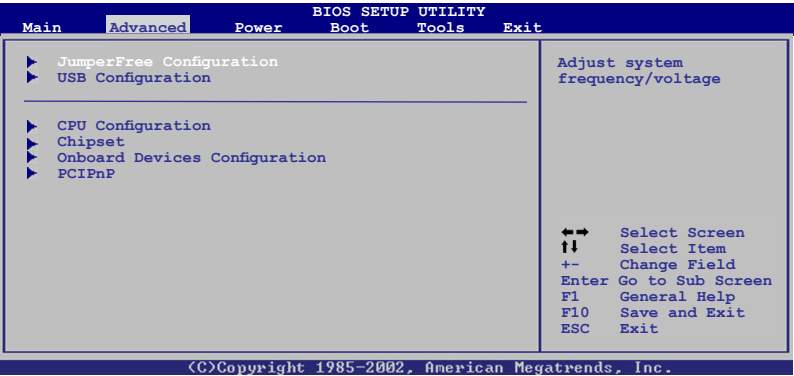 BIOS SETUP UTILITY
Main Advanced Power Boot Tools Exit
JumperFree Configuration
USB Configuration
CPU Configuration
Chipset
Onboard Devices Configuration
PCIPnP
Adjust system
frequency/voltage
←→ Select Screen
↑↓ Select Item
+- Change Field
Enter Go to Sub Screen
F1 General Help
F10 Save and Exit
ESC Exit
(C)Copyright 1985-2002, American Megatrends, Inc.